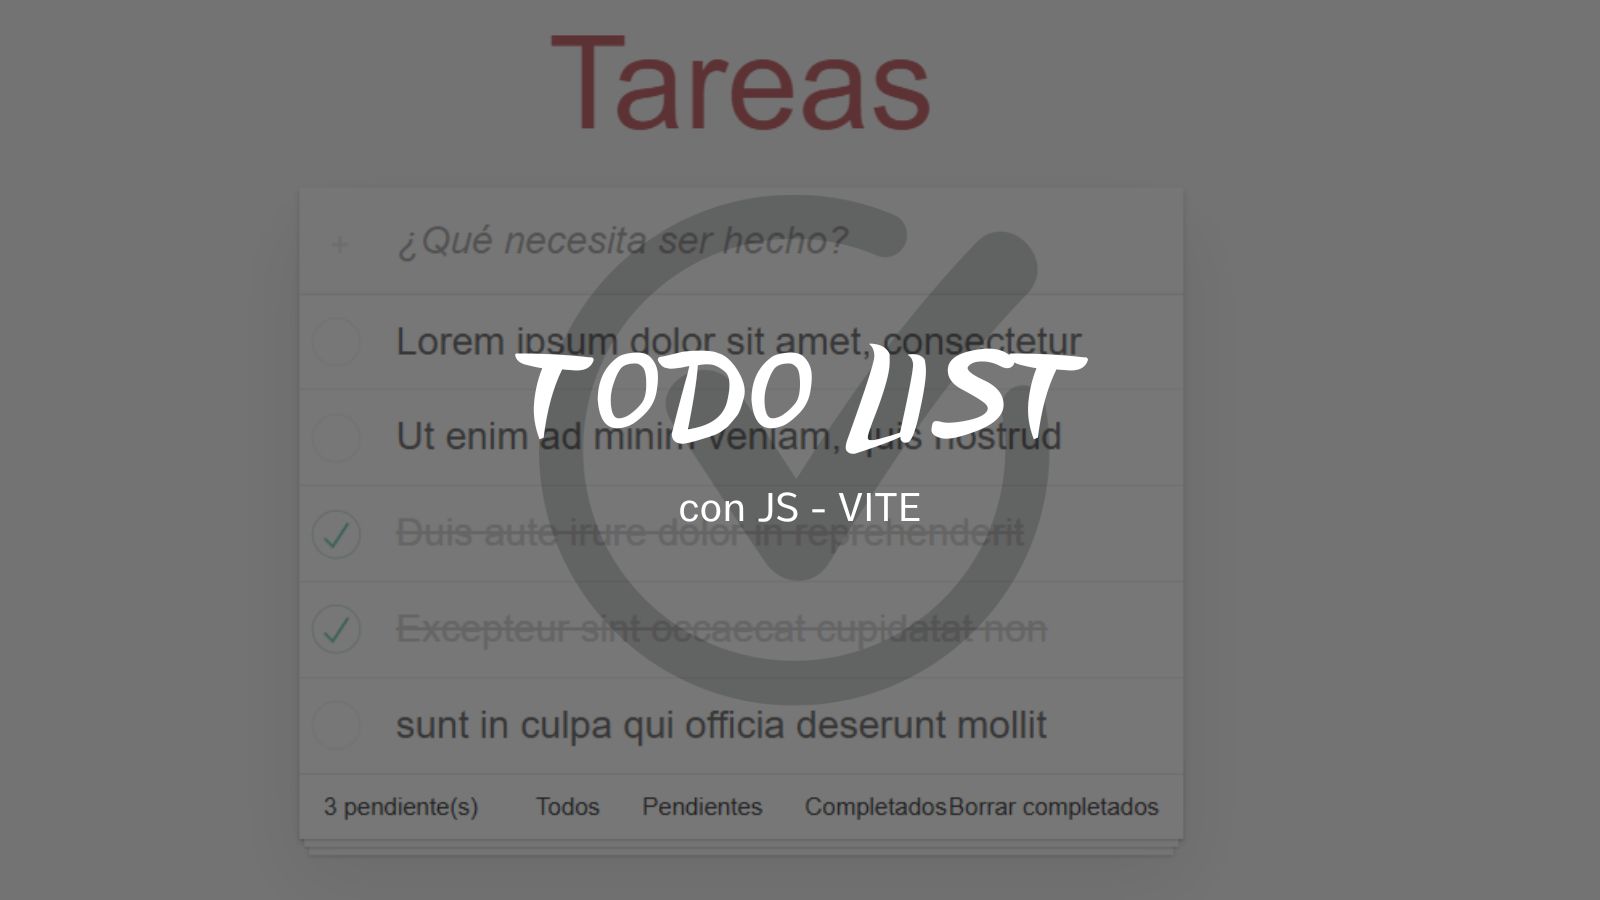 Tareas
+ ¿Qué necesita ser hecho?
Lorem ipsum dolor sit amet, consectetur
TODO LIST
Ut enim ad minim veniam, quis nostrud
con JS - VITE
Duis aute irure dolor in reprehenderit
Excepteur sint occaecat cupidatat non
sunt in culpa qui officia deserunt mollit
3 pendiente(s) Todos Pendientes Completados Borrar completados